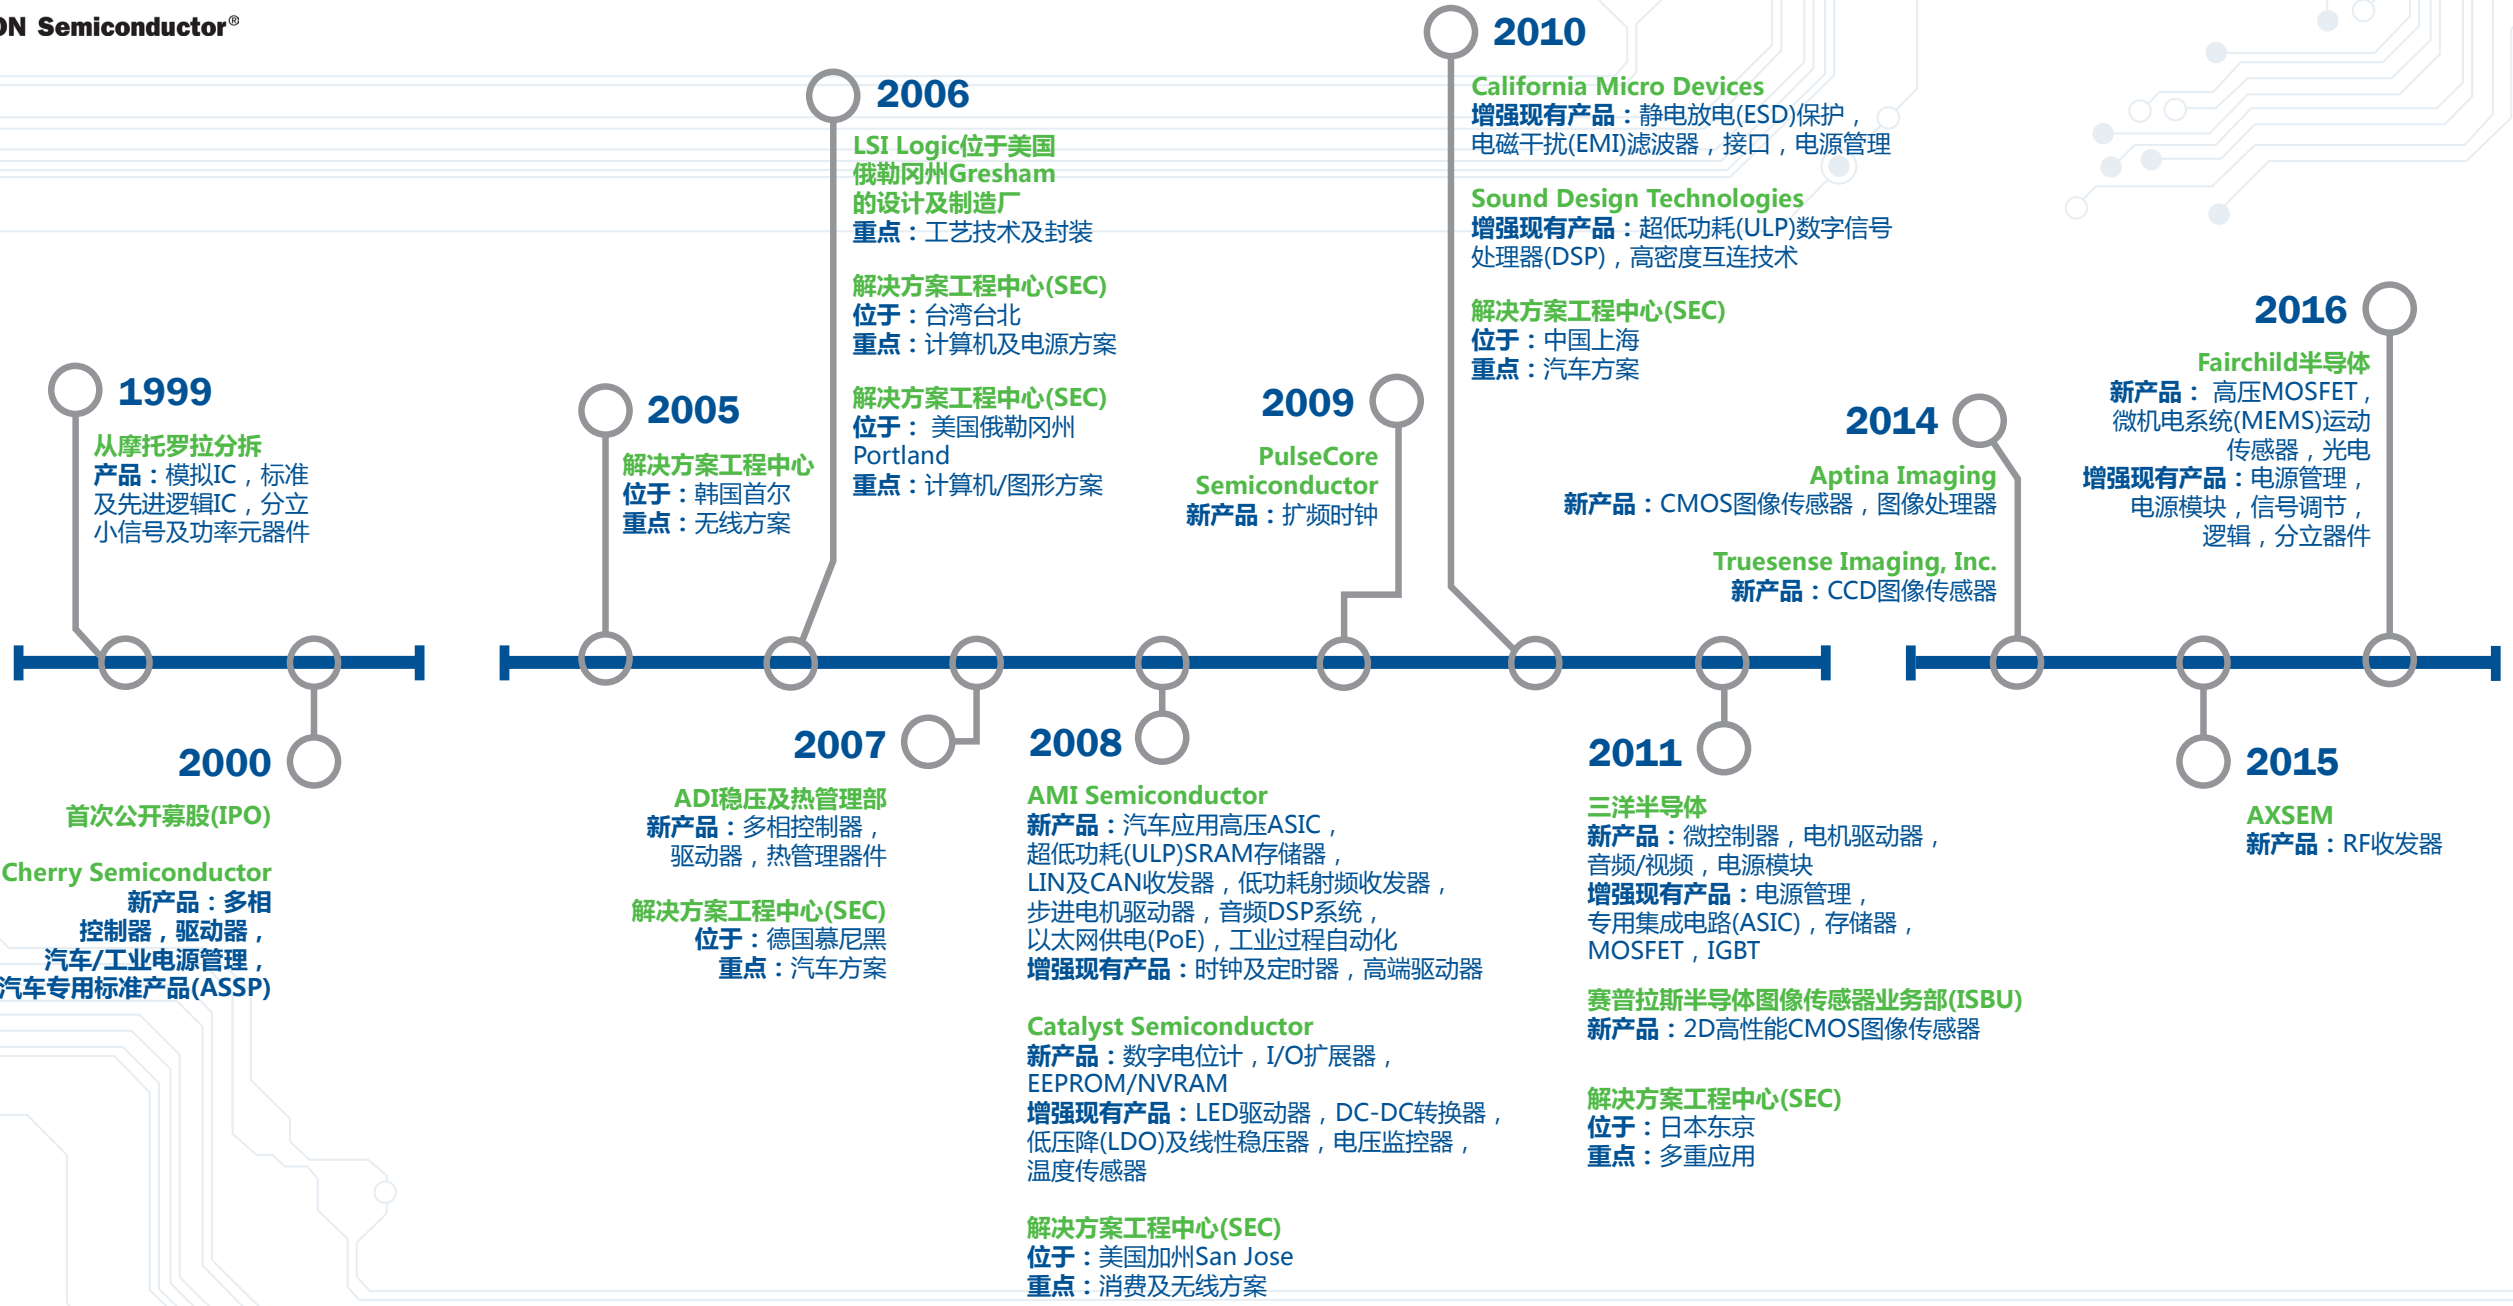 ON Semiconductor®
1999
从摩托罗拉分拆
产品：模拟IC，标准
及先进逻辑IC，分立
小信号及功率元器件
2000
首次公开募股(IPO)
Cherry Semiconductor
新产品：多相
控制器，驱动器，
汽车/工业电源管理，
汽车专用标准产品(ASSP)
2005
解决方案工程中心
位于：韩国首尔
重点：无线方案
2006
LSI Logic位于美国
俄勒冈州Gresham
的设计及制造厂
重点：工艺技术及封装
解决方案工程中心(SEC)
位于：台湾台北
重点：计算机及电源方案
解决方案工程中心(SEC)
位于： 美国俄勒冈州
Portland
重点：计算机/图形方案
2007
ADI稳压及热管理部
新产品：多相控制器，
驱动器，热管理器件
解决方案工程中心(SEC)
位于：德国慕尼黑
重点：汽车方案
2008
AMI Semiconductor
新产品：汽车应用高压ASIC，
超低功耗(ULP)SRAM存储器，
LIN及CAN收发器，低功耗射频收发器，
步进电机驱动器，音频DSP系统，
以太网供电(PoE)，工业过程自动化
增强现有产品：时钟及定时器，高端驱动器
Catalyst Semiconductor
新产品：数字电位计，I/O扩展器，
EEPROM/NVRAM
增强现有产品：LED驱动器，DC-DC转换器，
低压降(LDO)及线性稳压器，电压监控器，
温度传感器
解决方案工程中心(SEC)
位于：美国加州San Jose
重点：消费及无线方案
2009
PulseCore
Semiconductor
新产品：扩频时钟
2010
California Micro Devices
增强现有产品：静电放电(ESD)保护，
电磁干扰(EMI)滤波器，接口，电源管理
Sound Design Technologies
增强现有产品：超低功耗(ULP)数字信号
处理器(DSP)，高密度互连技术
解决方案工程中心(SEC)
位于：中国上海
重点：汽车方案
2011
三洋半导体
新产品：微控制器，电机驱动器，
音频/视频，电源模块
增强现有产品：电源管理，
专用集成电路(ASIC)，存储器，
MOSFET，IGBT
赛普拉斯半导体图像传感器业务部(ISBU)
新产品：2D高性能CMOS图像传感器
解决方案工程中心(SEC)
位于：日本东京
重点：多重应用
2014
Aptina Imaging
新产品：CMOS图像传感器，图像处理器
Truesense Imaging, Inc.
新产品：CCD图像传感器
2015
AXSEM
新产品：RF收发器
2016
Fairchild半导体
新产品： 高压MOSFET，
微机电系统(MEMS)运动
传感器，光电
增强现有产品：电源管理，
电源模块，信号调节，
逻辑，分立器件